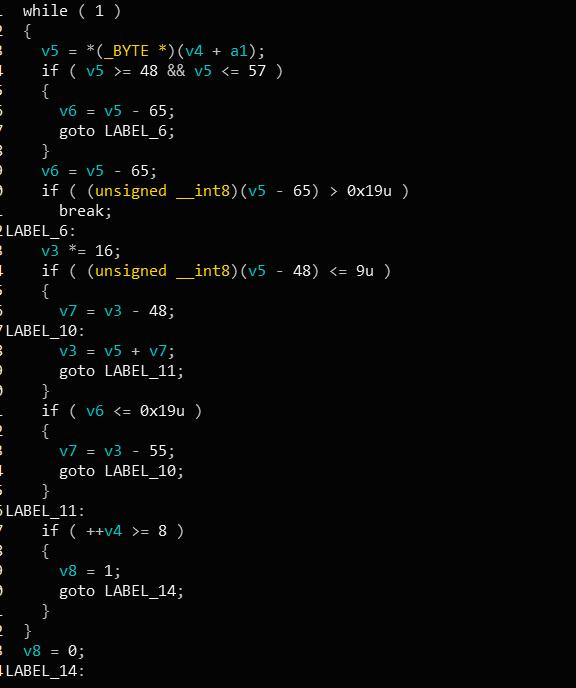 while ( 1 )
{
v5 = *(_BYTE *)(v4 + a1);
if ( v5 >= 48 && v5 <= 57 )
{
v6 = v5 - 65;
goto LABEL_6;
}
v6 = v5 - 65;
if ( (unsigned __int8)(v5 - 65) > 0x19u )
break;
LABEL_6:
v3 *= 16;
if ( (unsigned __int8)(v5 - 48) <= 9u )
{
v7 = v3 - 48;
LABEL_10:
v3 = v5 + v7;
goto LABEL_11;
}
if ( v6 <= 0x19u )
{
v7 = v3 - 55;
goto LABEL_10;
}
LABEL_11:
if ( ++v4 >= 8 )
{
v8 = 1;
goto LABEL_14;
}
}
v8 = 0;
LABEL_14: